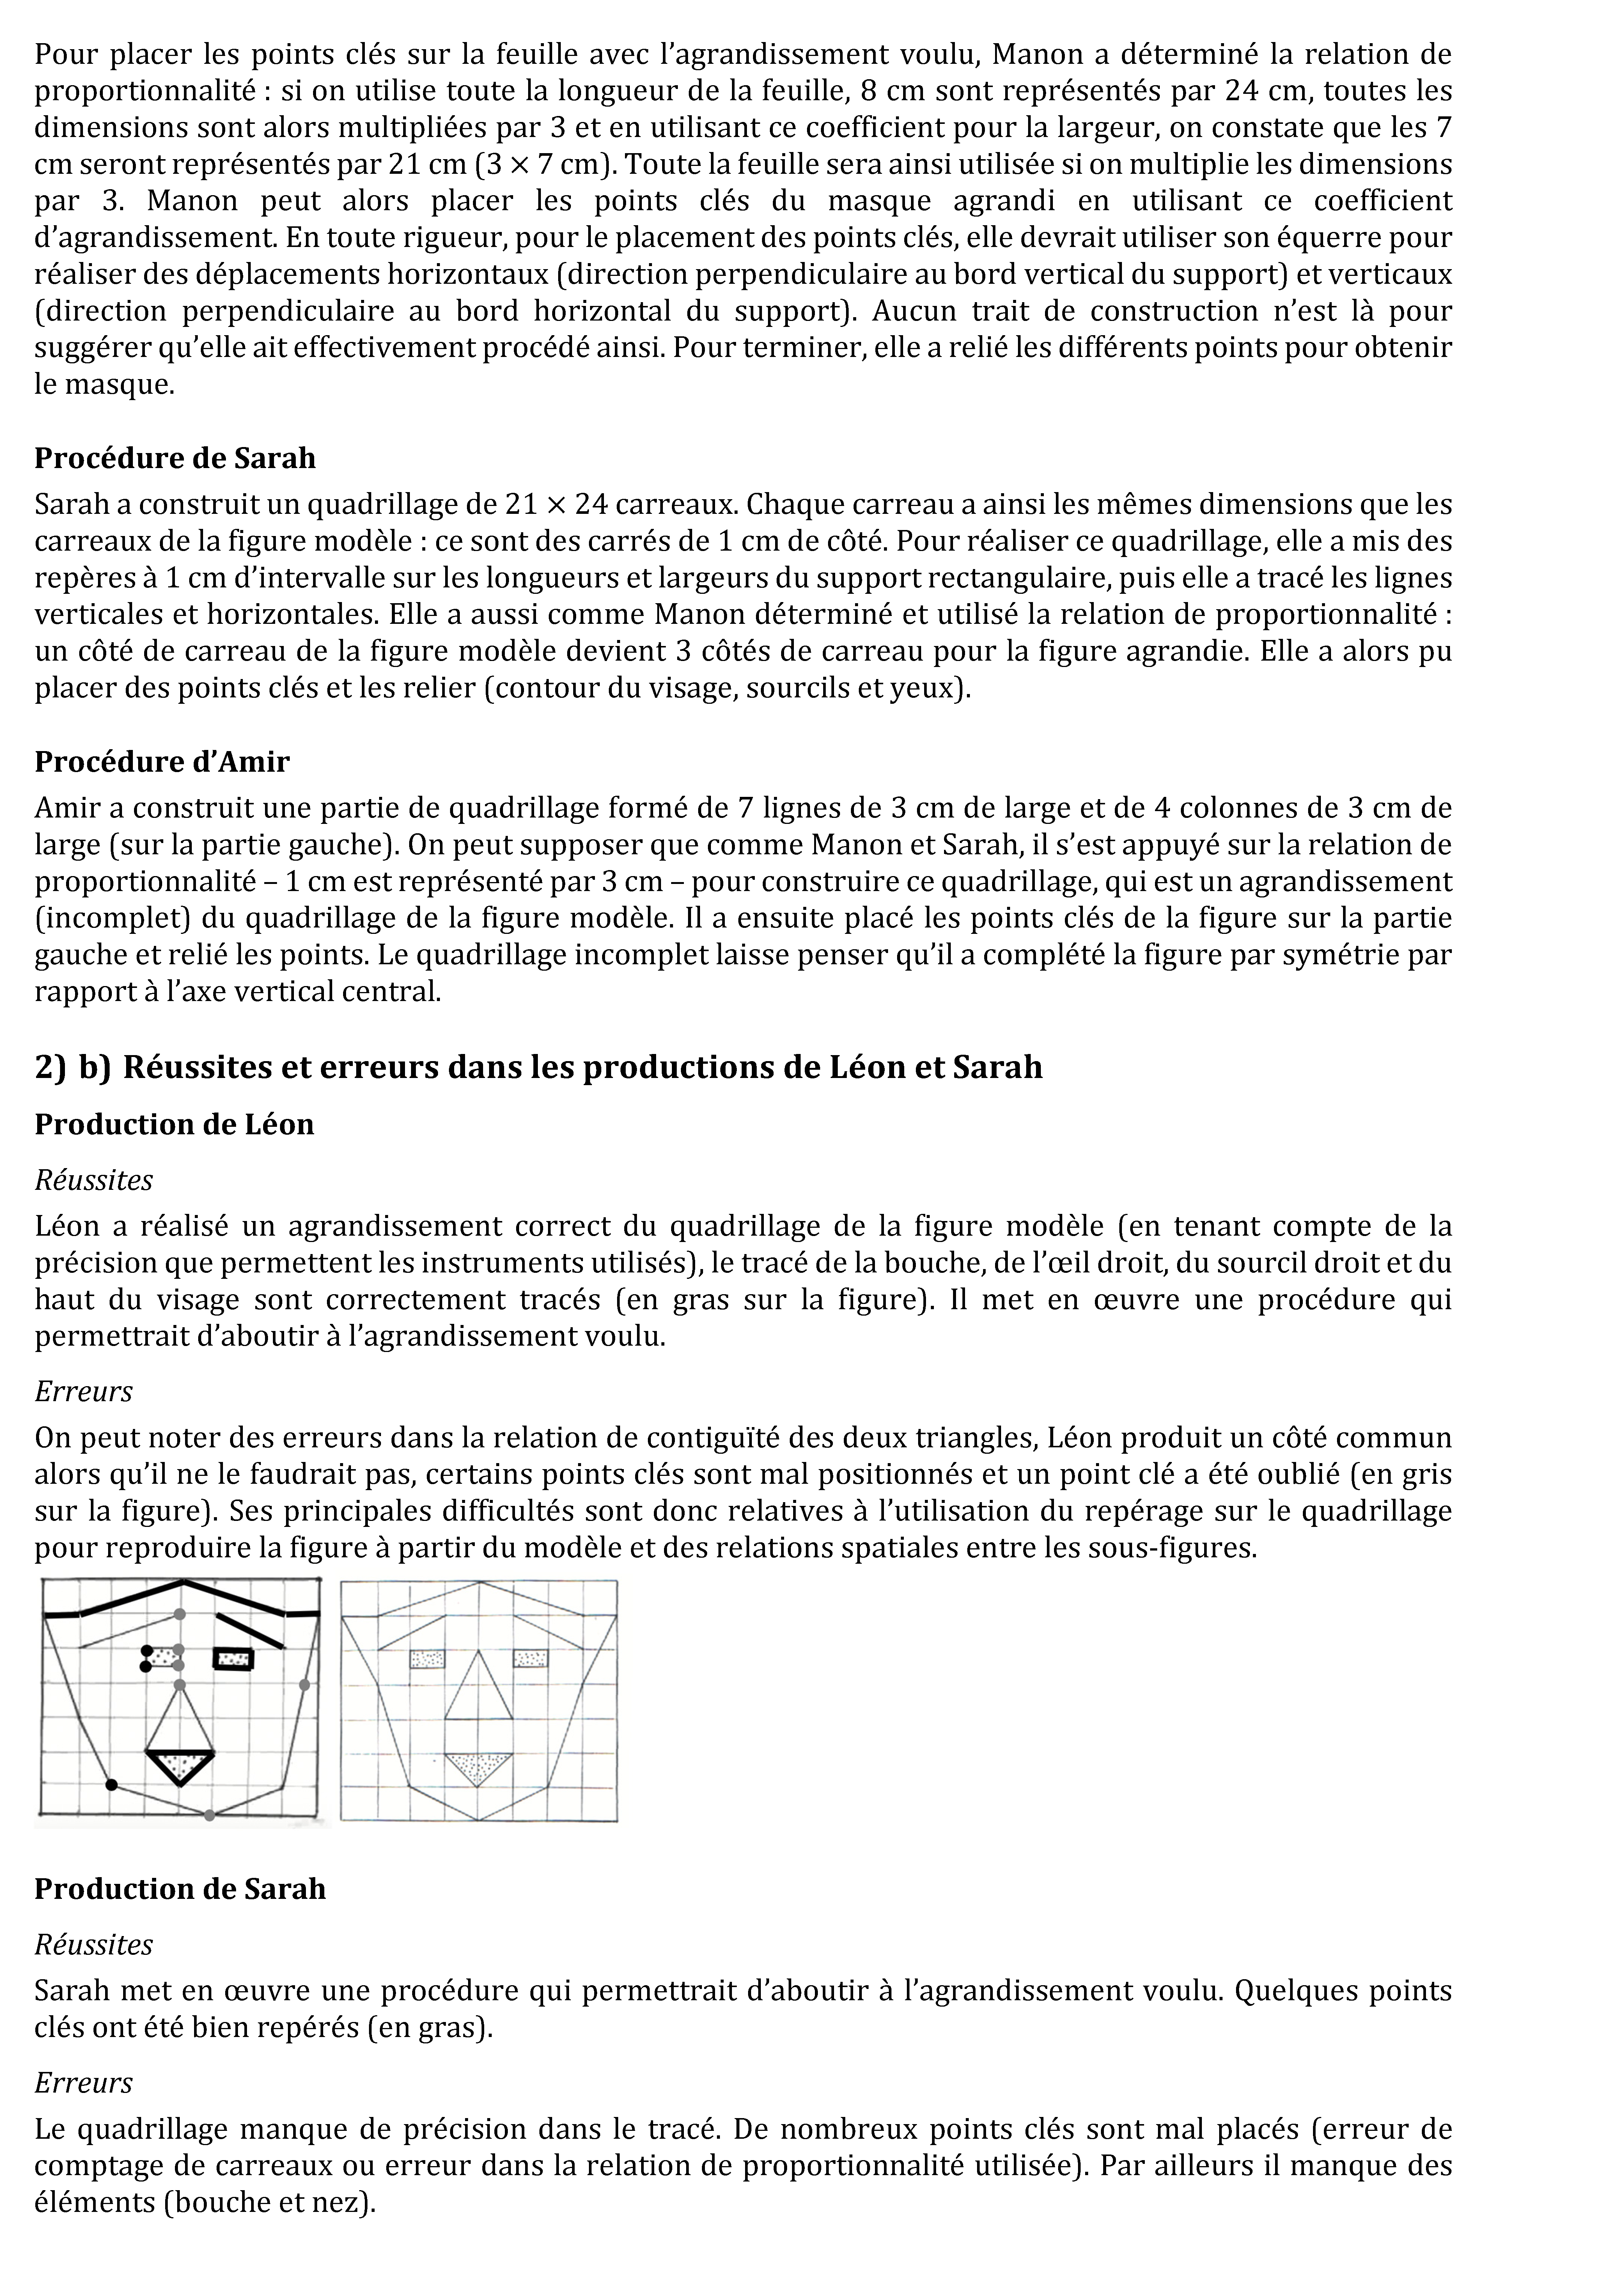 Pour placer les points clés sur la feuille avec l’agrandissement voulu, Manon a déterminé la relation de
proportionnalité : si on utilise toute la longueur de la feuille, 8 cm sont représentés par 24 cm, toutes les
dimensions sont alors multipliées par 3 et en utilisant ce coefficient pour la largeur, on constate que les 7
cm seront représentés par 21 cm (3 × 7 cm). Toute la feuille sera ainsi utilisée si on multiplie les dimensions
par 3. Manon peut alors placer les points clés du masque agrandi en utilisant ce coefficient
d’agrandissement. En toute rigueur, pour le placement des points clés, elle devrait utiliser son équerre pour
réaliser des déplacements horizontaux (direction perpendiculaire au bord vertical du support) et verticaux
(direction perpendiculaire au bord horizontal du support). Aucun trait de construction n’est là pour
suggérer qu’elle ait effectivement procédé ainsi. Pour terminer, elle a relié les différents points pour obtenir
le masque.
Procédure de Sarah
Sarah a construit un quadrillage de 21 × 24 carreaux. Chaque carreau a ainsi les mêmes dimensions que les
carreaux de la figure modèle : ce sont des carrés de 1 cm de côté. Pour réaliser ce quadrillage, elle a mis des
repères à 1 cm d’intervalle sur les longueurs et largeurs du support rectangulaire, puis elle a tracé les lignes
verticales et horizontales. Elle a aussi comme Manon déterminé et utilisé la relation de proportionnalité :
un côté de carreau de la figure modèle devient 3 côtés de carreau pour la figure agrandie. Elle a alors pu
placer des points clés et les relier (contour du visage, sourcils et yeux).
Procédure d’Amir
Amir a construit une partie de quadrillage formé de 7 lignes de 3 cm de large et de 4 colonnes de 3 cm de
large (sur la partie gauche). On peut supposer que comme Manon et Sarah, il s’est appuyé sur la relation de
proportionnalité – 1 cm est représenté par 3 cm – pour construire ce quadrillage, qui est un agrandissement
(incomplet) du quadrillage de la figure modèle. Il a ensuite placé les points clés de la figure sur la partie
gauche et relié les points. Le quadrillage incomplet laisse penser qu’il a complété la figure par symétrie par
rapport à l’axe vertical central.
2) b) Réussites et erreurs dans les productions de Léon et Sarah
Production de Léon
Réussites
Léon a réalisé un agrandissement correct du quadrillage de la figure modèle (en tenant compte de la
précision que permettent les instruments utilisés), le tracé de la bouche, de l’œil droit, du sourcil droit et du
haut du visage sont correctement tracés (en gras sur la figure). Il met en œuvre une procédure qui
permettrait d’aboutir à l’agrandissement voulu.
Erreurs
On peut noter des erreurs dans la relation de contiguïté des deux triangles, Léon produit un côté commun
alors qu’il ne le faudrait pas, certains points clés sont mal positionnés et un point clé a été oublié (en gris
sur la figure). Ses principales difficultés sont donc relatives à l’utilisation du repérage sur le quadrillage
pour reproduire la figure à partir du modèle et des relations spatiales entre les sous-figures.
Production de Sarah
Réussites
Sarah met en œuvre une procédure qui permettrait d’aboutir à l’agrandissement voulu. Quelques points
clés ont été bien repérés (en gras).
Erreurs
Le quadrillage manque de précision dans le tracé. De nombreux points clés sont mal placés (erreur de
comptage de carreaux ou erreur dans la relation de proportionnalité utilisée). Par ailleurs il manque des
éléments (bouche et nez).